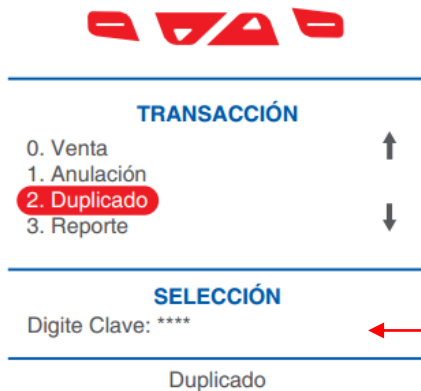 TRANSACCIÓN
0. Venta
1. Anulación
2. Duplicado
3. Reporte
SELECCIÓN
Digite Clave: ****
Duplicado